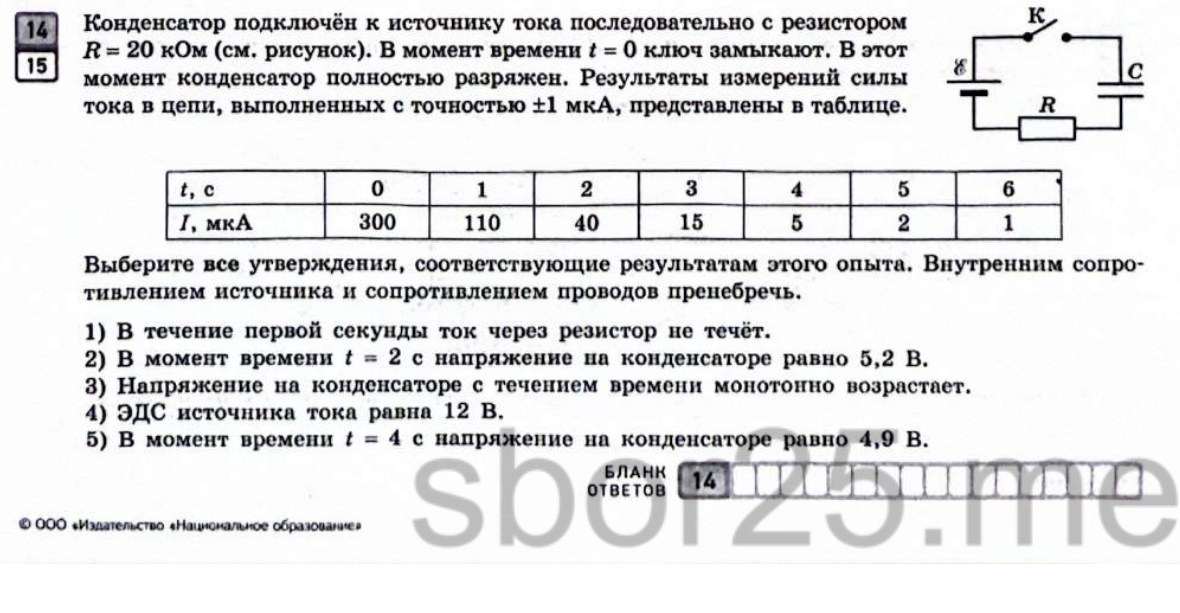 14
15
Конденсатор подключён к источнику тока последовательно с резистором
R = 20 кОм (см. рисунок). В момент времени t = 0 ключ замыкают. В этот
момент конденсатор полностью разряжен. Результаты измерений силы
тока в цепи, выполненных с точностью ±1 мкА, представлены в таблице.
К
ℰ
C
R
t, с 0 1 2 3 4 5 6
I, мкА 300 110 40 15 5 2 1
Выберите все утверждения, соответствующие результатам этого опыта. Внутренним сопро-
тивлением источника и сопротивлением проводов пренебречь.
1) В течение первой секунды ток через резистор не течёт.
2) В момент времени t = 2 с напряжение на конденсаторе равно 5,2 В.
3) Напряжение на конденсаторе с течением времени монотонно возрастает.
4) ЭДС источника тока равна 12 В.
5) В момент времени t = 4 с напряжение на конденсаторе равно 4,9 В.
БЛАНК
ОТВЕТОВ
14
© ООО «Издательство «Национальное образование»
sbor25.me